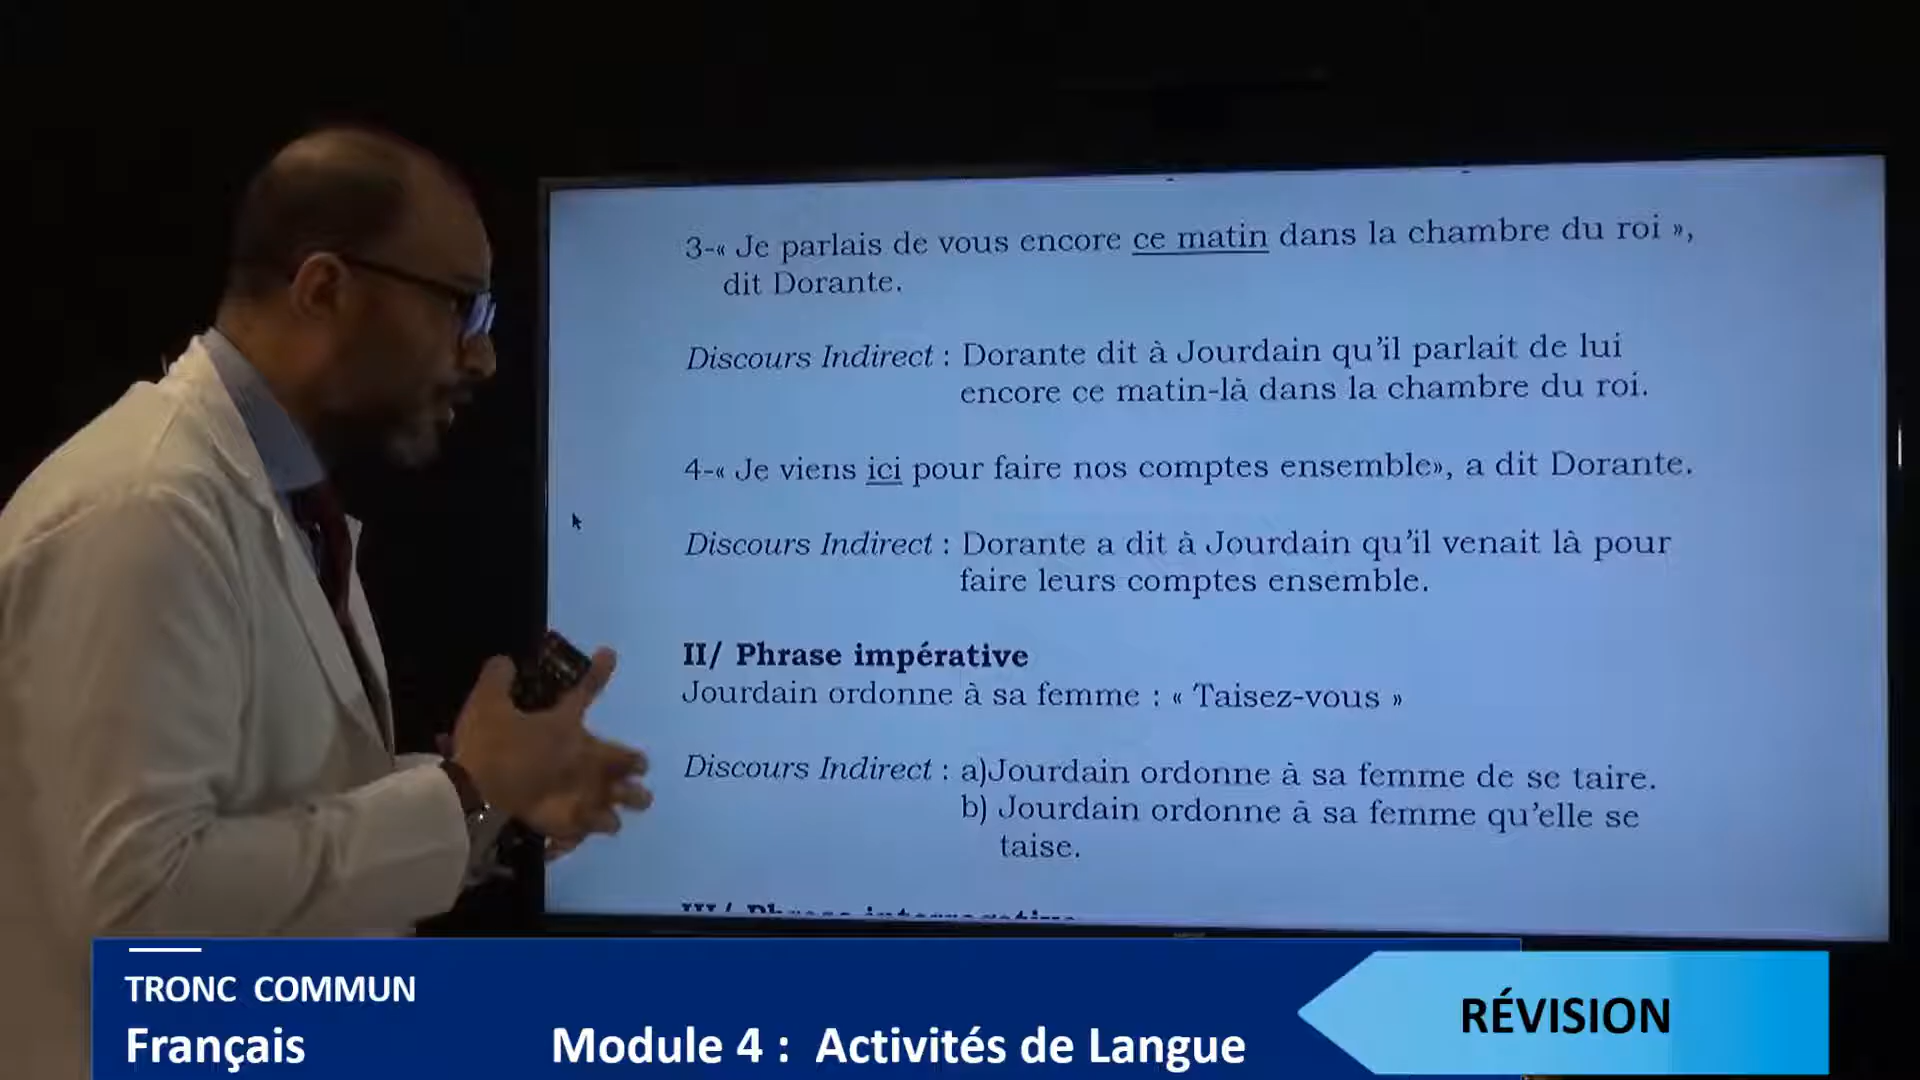 3-« Je parlais de vous encore ce matin dans la chambre du roi »,
dit Dorante.
Discours Indirect : Dorante dit à Jourdain qu’il parlait de lui
encore ce matin-là dans la chambre du roi.
4-« Je viens ici pour faire nos comptes ensemble», a dit Dorante.
Discours Indirect : Dorante a dit à Jourdain qu’il venait là pour
faire leurs comptes ensemble.
II/ Phrase impérative
Jourdain ordonne à sa femme : « Taisez-vous »
Discours Indirect : a)Jourdain ordonne à sa femme de se taire.
b) Jourdain ordonne à sa femme qu’elle se
taise.
III/ Phrase interrogative
TRONC COMMUN
Français
Module 4 : Activités de Langue
RÉVISION